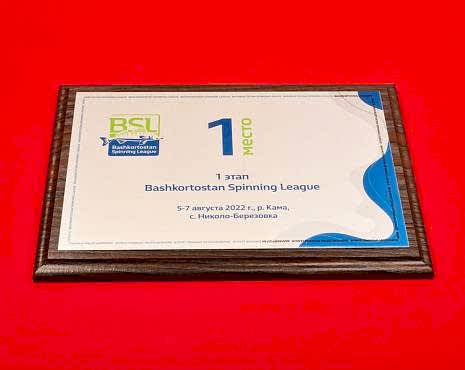 BSL
Bashkortostan
Spinning League
1 место
1 этап
Bashkortostan Spinning League
5-7 августа 2022 г., р. Кама,
с. Николо-Березовка